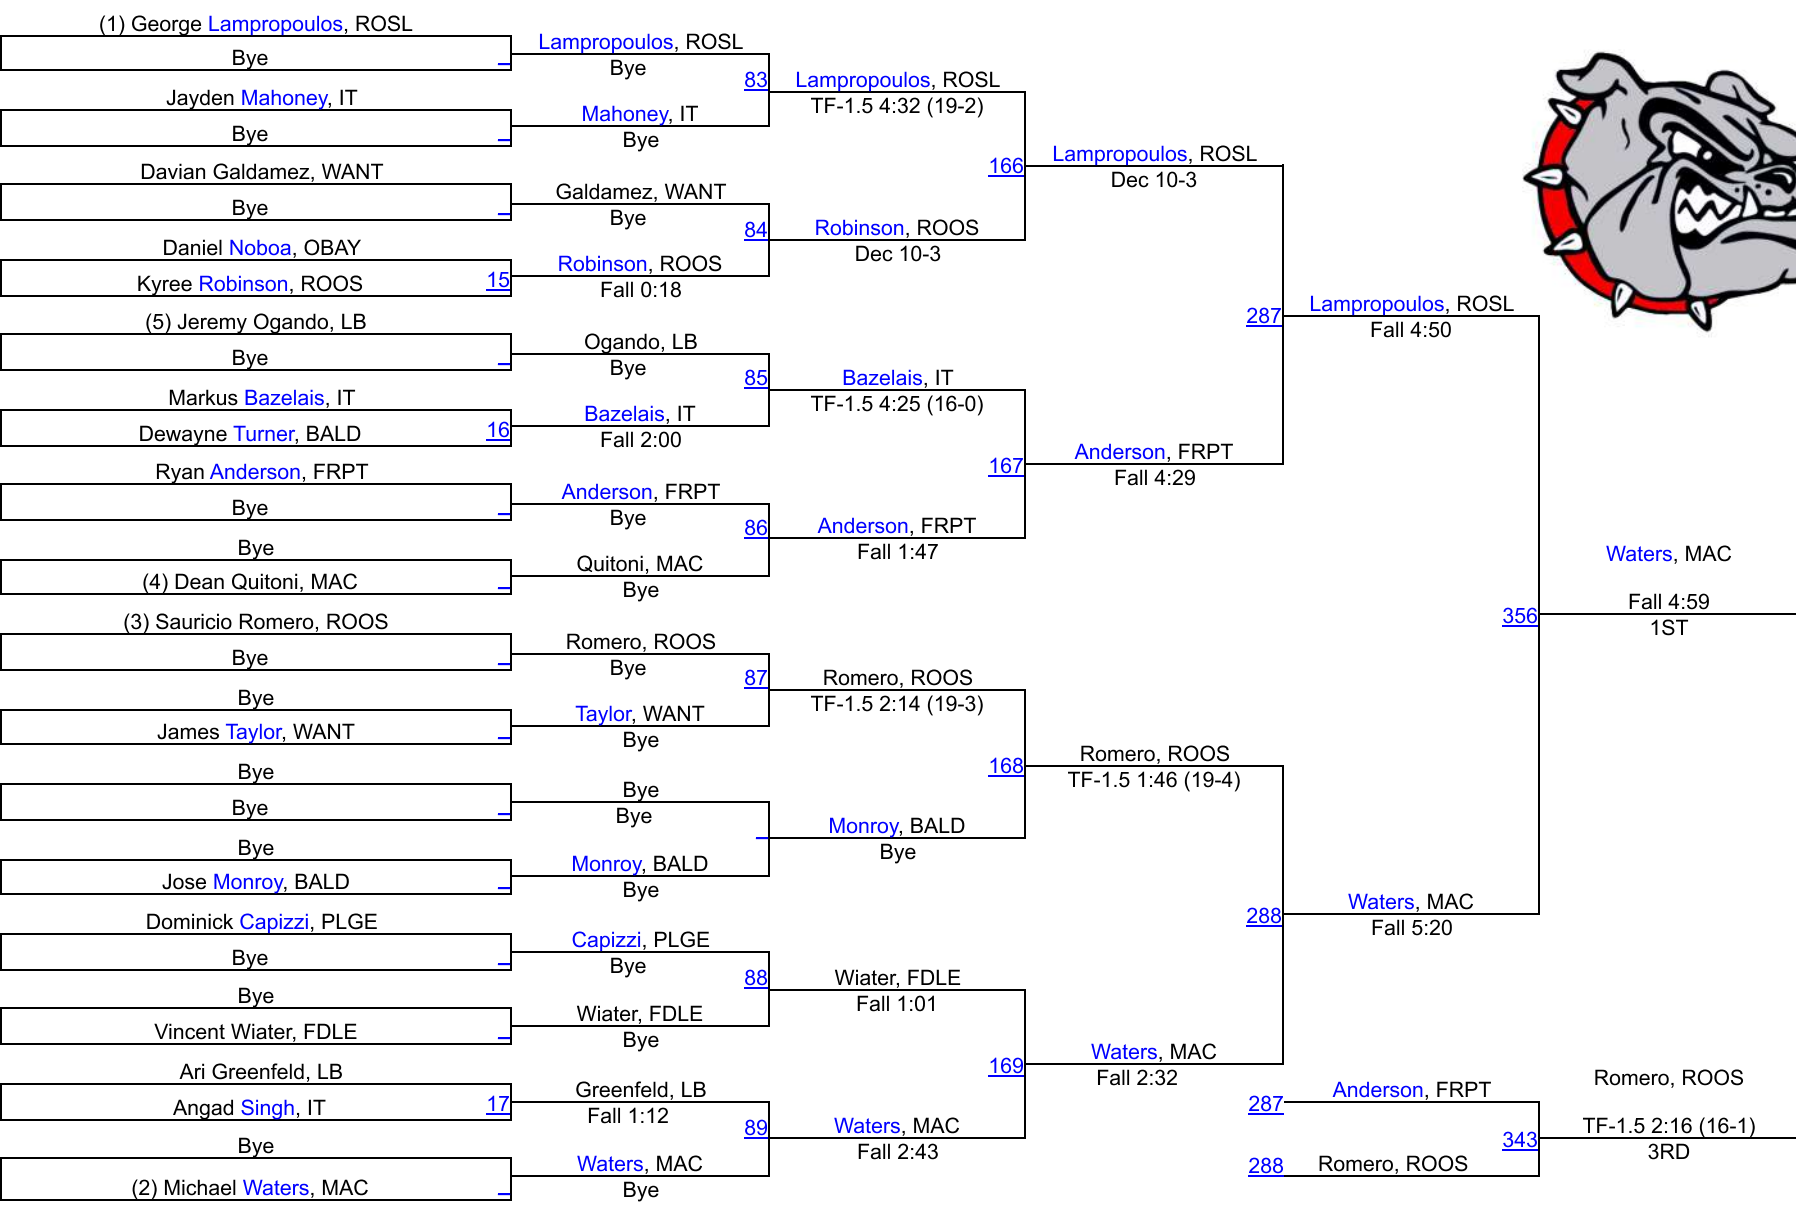 (1) George Lampropoulos, ROSL
Bye
Jayden Mahoney, IT
Bye
Davian Galdamez, WANT
Bye
Daniel Noboa, OBAY
Kyree Robinson, ROOS
15
(5) Jeremy Ogando, LB
Bye
Markus Bazelais, IT
Dewayne Turner, BALD
16
Ryan Anderson, FRPT
Bye
Bye
(4) Dean Quitoni, MAC
(3) Sauricio Romero, ROOS
Bye
Bye
James Taylor, WANT
Bye
Bye
Bye
Jose Monroy, BALD
Dominick Capizzi, PLGE
Bye
Bye
Vincent Wiater, FDLE
Ari Greenfeld, LB
Angad Singh, IT
17
Bye
(2) Michael Waters, MAC
Lampropoulos, ROSL
Bye
83
Mahoney, IT
Bye
Galdamez, WANT
Bye
84
Robinson, ROOS
Fall 0:18
Ogando, LB
Bye
85
Bazelais, IT
Fall 2:00
Anderson, FRPT
Bye
86
Quitoni, MAC
Bye
Romero, ROOS
Bye
87
Taylor, WANT
Bye
Bye
Bye
Monroy, BALD
Bye
Capizzi, PLGE
Bye
88
Wiater, FDLE
Bye
Greenfeld, LB
Fall 1:12
89
Waters, MAC
Bye
Lampropoulos, ROSL
TF-1.5 4:32 (19-2)
166
Robinson, ROOS
Dec 10-3
Bazelais, IT
TF-1.5 4:25 (16-0)
167
Anderson, FRPT
Fall 1:47
Romero, ROOS
TF-1.5 2:14 (19-3)
168
Monroy, BALD
Bye
Wiater, FDLE
Fall 1:01
169
Waters, MAC
Fall 2:43
Lampropoulos, ROSL
Dec 10-3
287
Anderson, FRPT
Fall 4:29
Romero, ROOS
TF-1.5 1:46 (19-4)
288
Waters, MAC
Fall 2:32
Lampropoulos, ROSL
Fall 4:50
356
Waters, MAC
Fall 5:20
Waters, MAC
Fall 4:59
1ST
287
Anderson, FRPT
343
288
Romero, ROOS
Romero, ROOS
TF-1.5 2:16 (16-1)
3RD